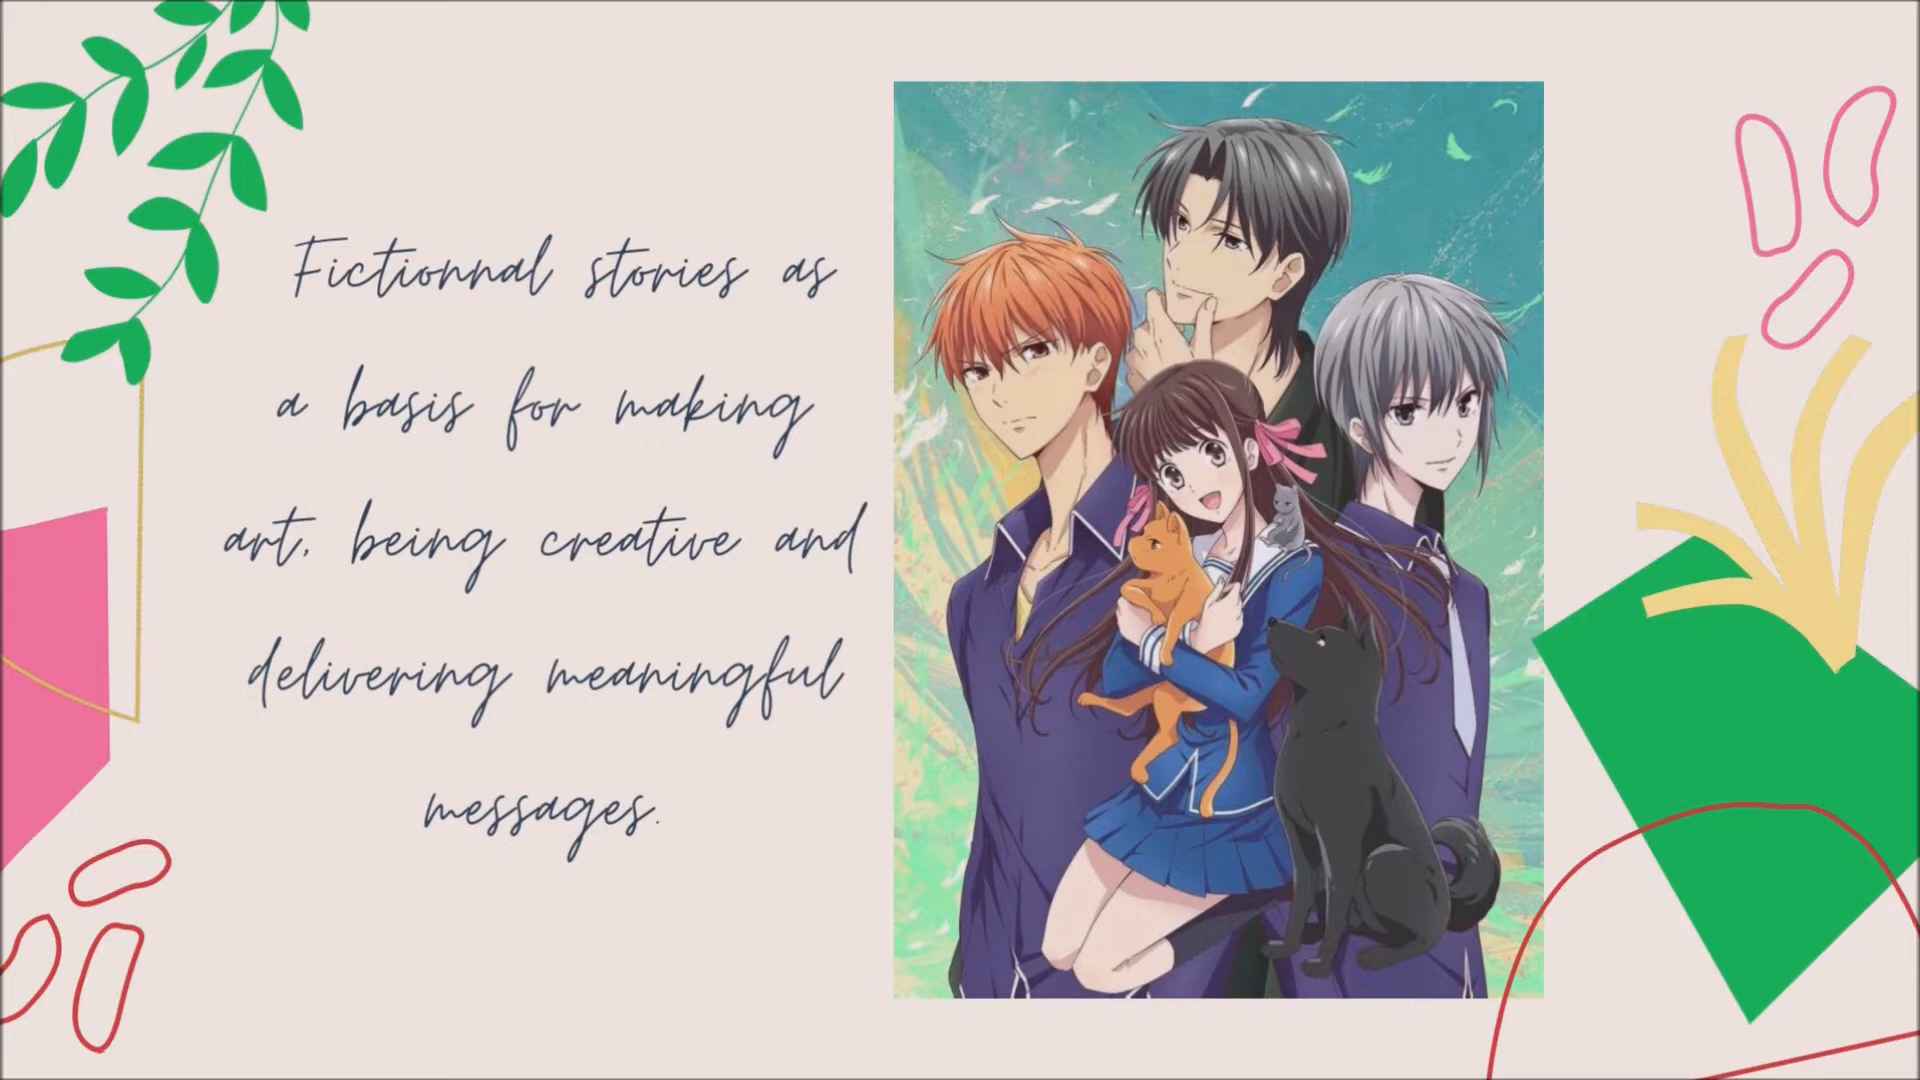 Fictionnal stories as
a basis for making
art, being creative and
delivering meaningful
messages.